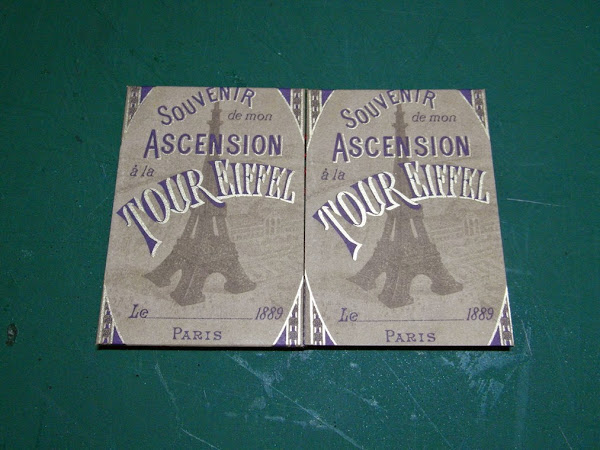 SOUVENIR
de mon
ASCENSION
à la
TOUR EIFFEL
Le 1889
PARIS
SOUVENIR
de mon
ASCENSION
à la
TOUR EIFFEL
Le 1889
PARIS